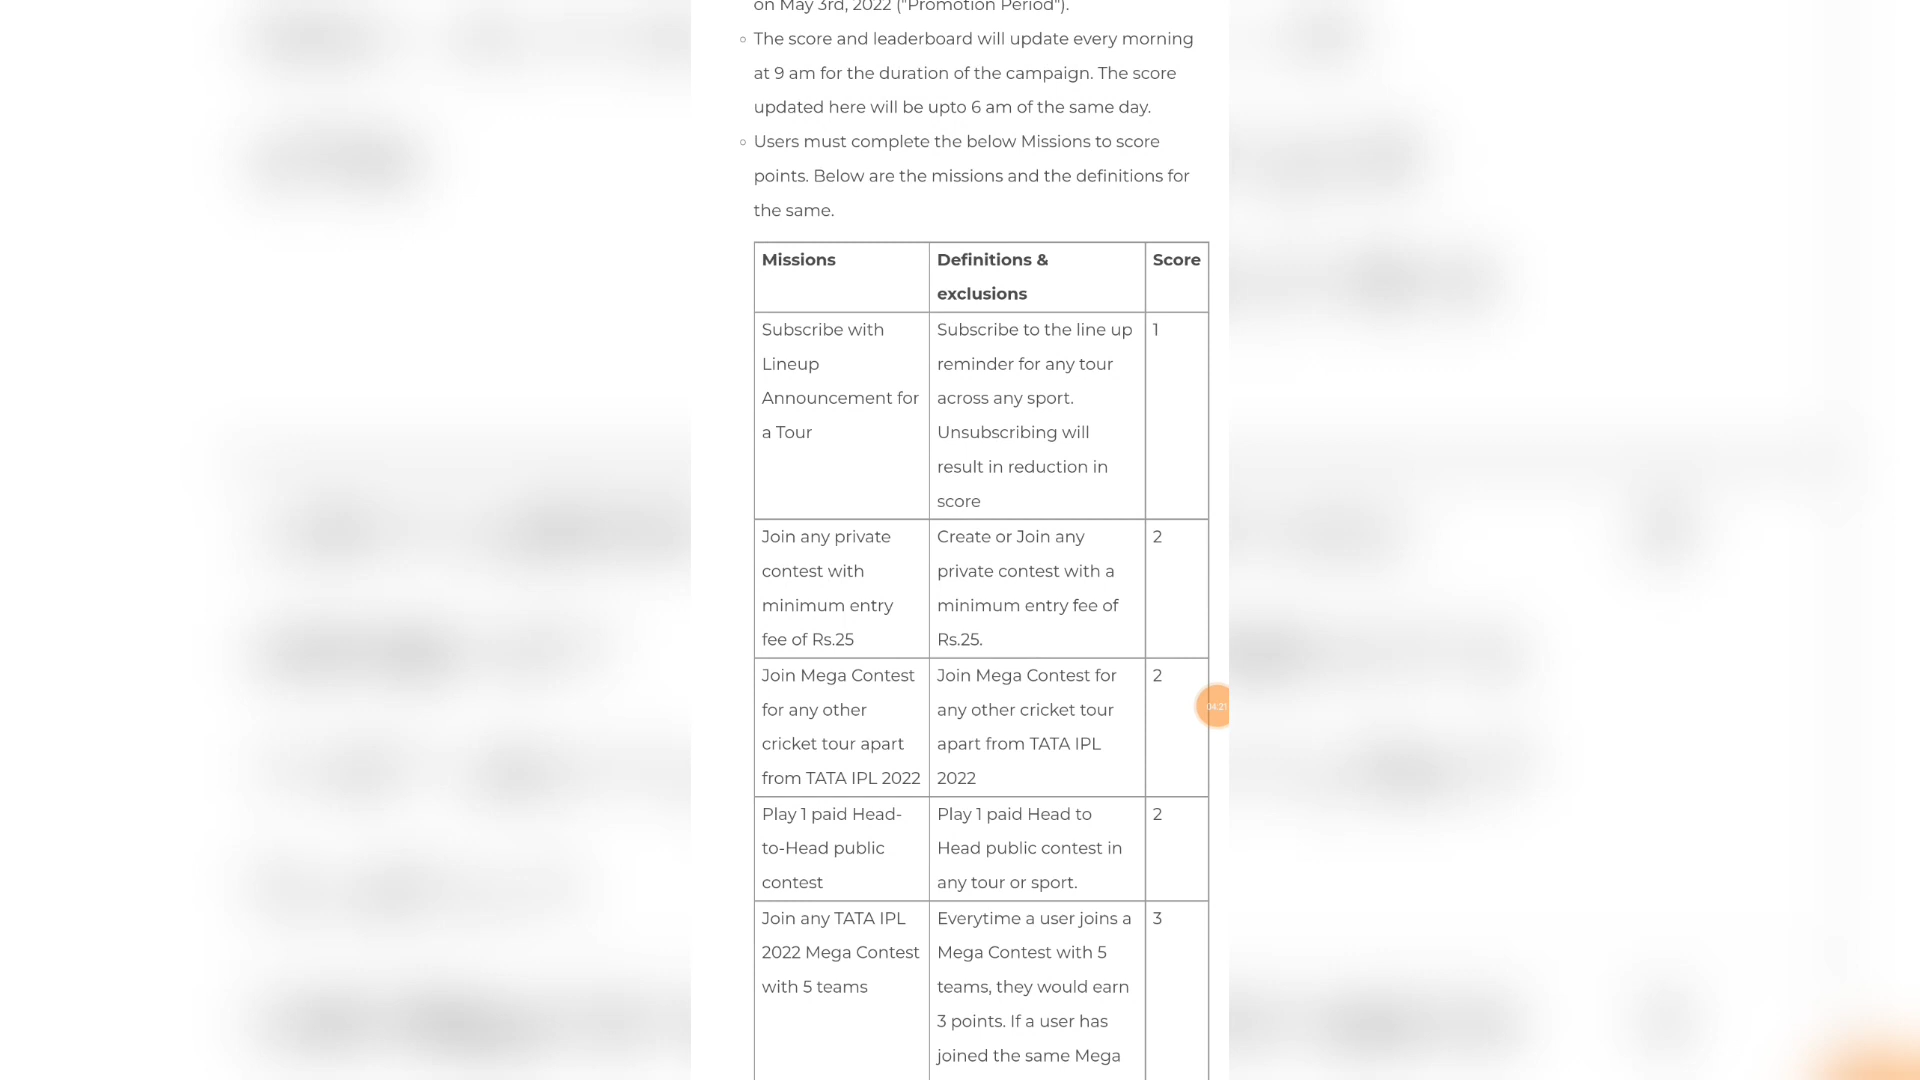 on May 3rd, 2022 ("Promotion Period").
The score and leaderboard will update every morning
at 9 am for the duration of the campaign. The score
updated here will be upto 6 am of the same day.
Users must complete the below Missions to score
points. Below are the missions and the definitions for
the same.
Missions
Definitions &
exclusions
Score
Subscribe with
Lineup
Announcement for
a Tour
Subscribe to the line up
reminder for any tour
across any sport.
Unsubscribing will
result in reduction in
score
1
Join any private
contest with
minimum entry
fee of Rs.25
Create or Join any
private contest with a
minimum entry fee of
Rs.25.
2
Join Mega Contest
for any other
cricket tour apart
from TATA IPL 2022
Join Mega Contest for
any other cricket tour
apart from TATA IPL
2022
2
04:21
Play 1 paid Head-
to-Head public
contest
Play 1 paid Head to
Head public contest in
any tour or sport.
2
Join any TATA IPL
2022 Mega Contest
with 5 teams
Everytime a user joins a
Mega Contest with 5
teams, they would earn
3 points. If a user has
joined the same Mega
3